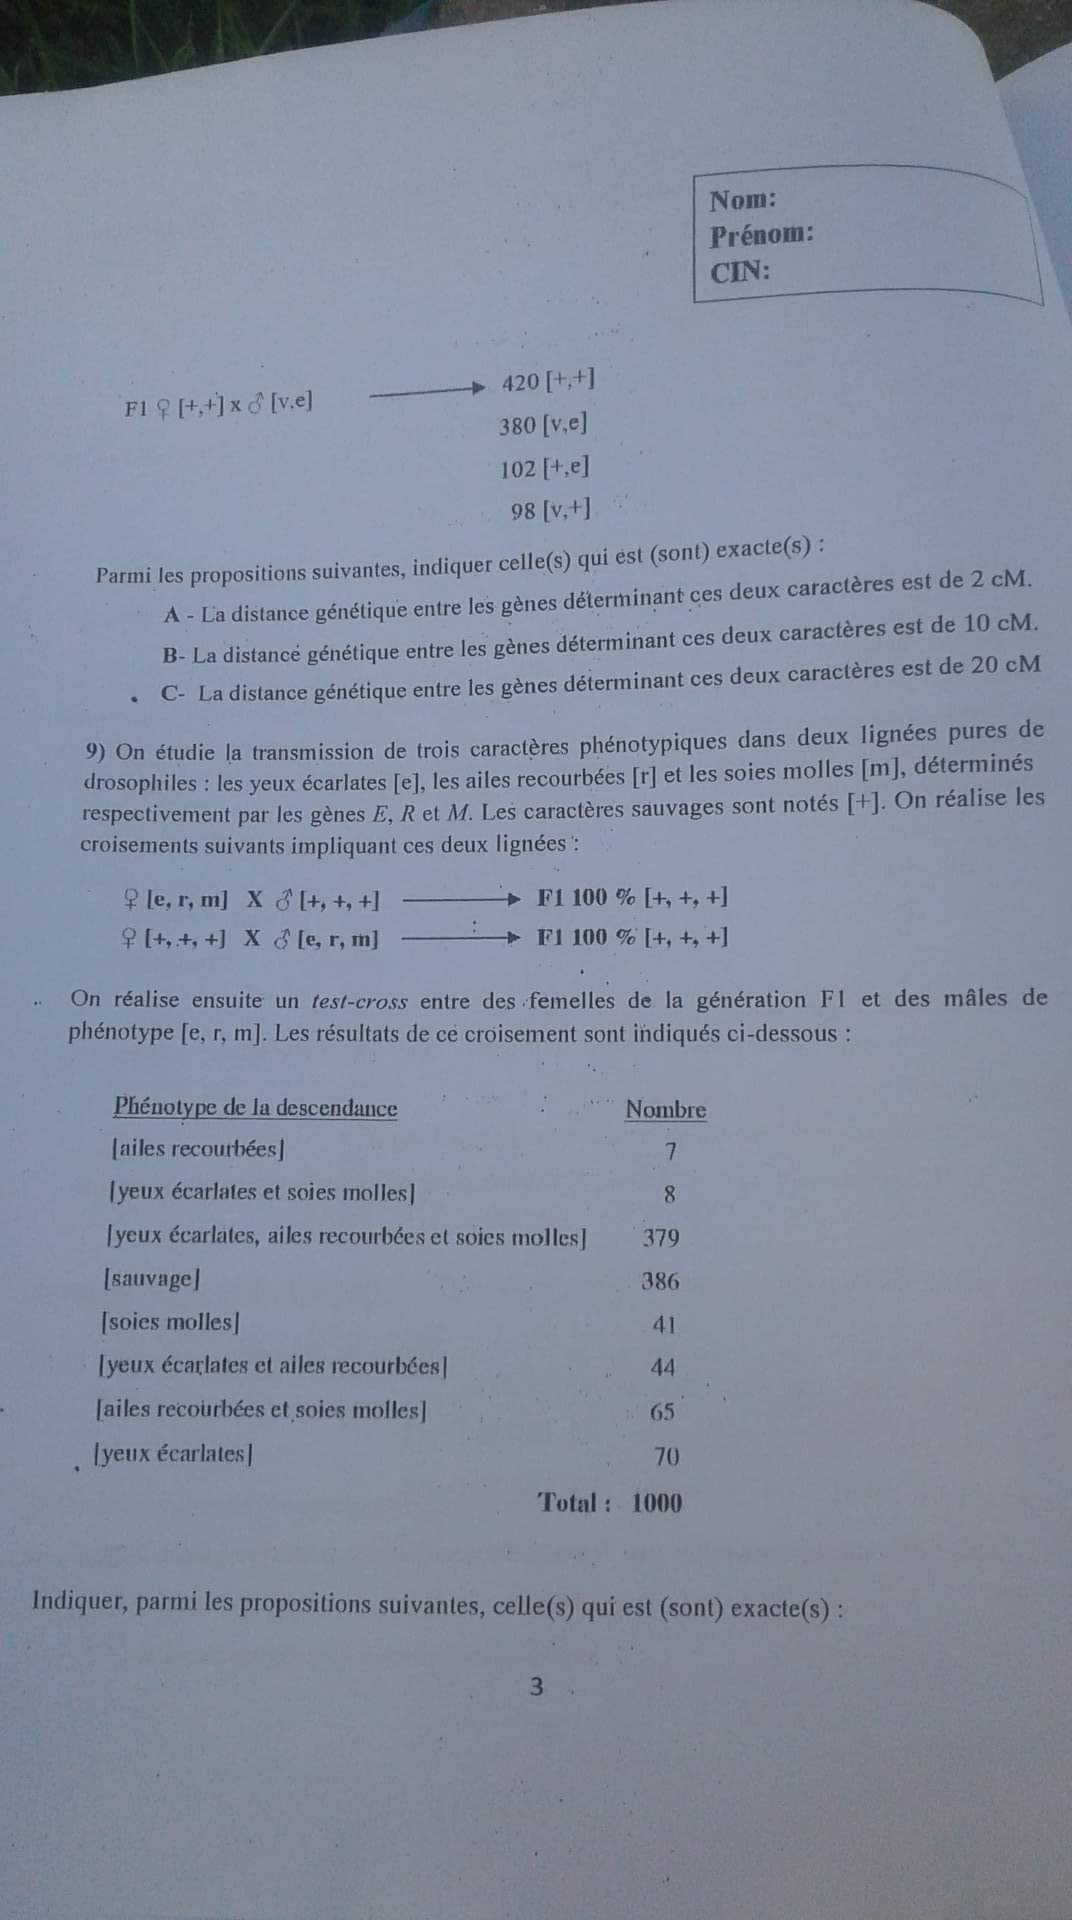 Nom:
Prénom:
CIN:
F1 ♀ [+,+] x ♂ [v,e]
420 [+,+]
380 [v,e]
102 [+,e]
98 [v,+]
Parmi les propositions suivantes, indiquer celle(s) qui est (sont) exacte(s) :
A - La distance génétique entre les gènes déterminant ces deux caractères est de 2 cM.
B- La distance génétique entre les gènes déterminant ces deux caractères est de 10 cM.
C- La distance génétique entre les gènes déterminant ces deux caractères est de 20 cM
9) On étudie la transmission de trois caractères phénotypiques dans deux lignées pures de
drosophiles : les yeux écarlates [e], les ailes recourbées [r] et les soies molles [m], déterminés
respectivement par les gènes E, R et M. Les caractères sauvages sont notés [+]. On réalise les
croisements suivants impliquant ces deux lignées :
♀ [e, r, m] X ♂ [+, +, +] F1 100 % [+, +, +]
♀ [+, +, +] X ♂ [e, r, m] F1 100 % [+, +, +]
On réalise ensuite un test-cross entre des femelles de la génération F1 et des mâles de
phénotype [e, r, m]. Les résultats de ce croisement sont indiqués ci-dessous :
Phénotype de la descendance Nombre
[ailes recourbées] 7
[yeux écarlates et soies molles] 8
[yeux écarlates, ailes recourbées et soies molles] 379
[sauvage] 386
[soies molles] 41
[yeux écarlates et ailes recourbées] 44
[ailes recourbées et soies molles] 65
[yeux écarlates] 70
Total : 1000
Indiquer, parmi les propositions suivantes, celle(s) qui est (sont) exacte(s) :
3